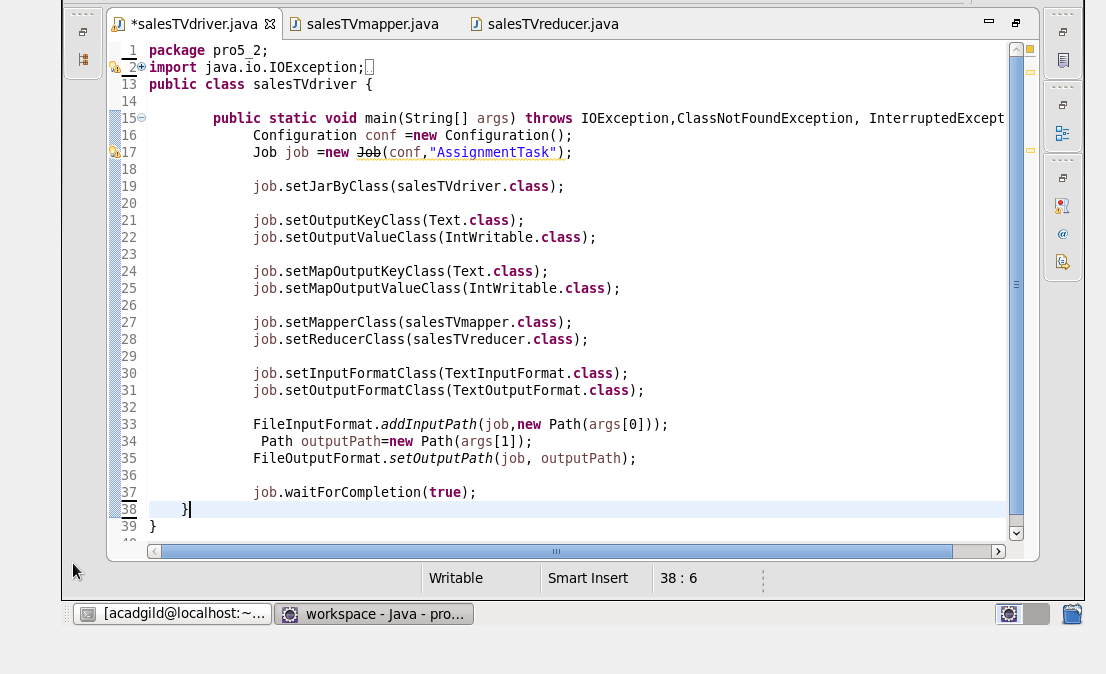 *salesTVdriver.java salesTVmapper.java salesTVreducer.java
1 package pro5_2;
2 import java.io.IOException;
13 public class salesTVdriver {
14
15 public static void main(String[] args) throws IOException,ClassNotFoundException, InterruptedExcept
16 Configuration conf =new Configuration();
17 Job job =new Job(conf,"AssignmentTask");
18
19 job.setJarByClass(salesTVdriver.class);
20
21 job.setOutputKeyClass(Text.class);
22 job.setOutputValueClass(IntWritable.class);
23
24 job.setMapOutputKeyClass(Text.class);
25 job.setMapOutputValueClass(IntWritable.class);
26
27 job.setMapperClass(salesTVmapper.class);
28 job.setReducerClass(salesTVreducer.class);
29
30 job.setInputFormatClass(TextInputFormat.class);
31 job.setOutputFormatClass(TextOutputFormat.class);
32
33 FileInputFormat.addInputPath(job,new Path(args[0]));
34 Path outputPath=new Path(args[1]);
35 FileOutputFormat.setOutputPath(job, outputPath);
36
37 job.waitForCompletion(true);
38 }
39 }
Writable Smart Insert 38 : 6
[acadgild@localhost:~... workspace - Java - pro...